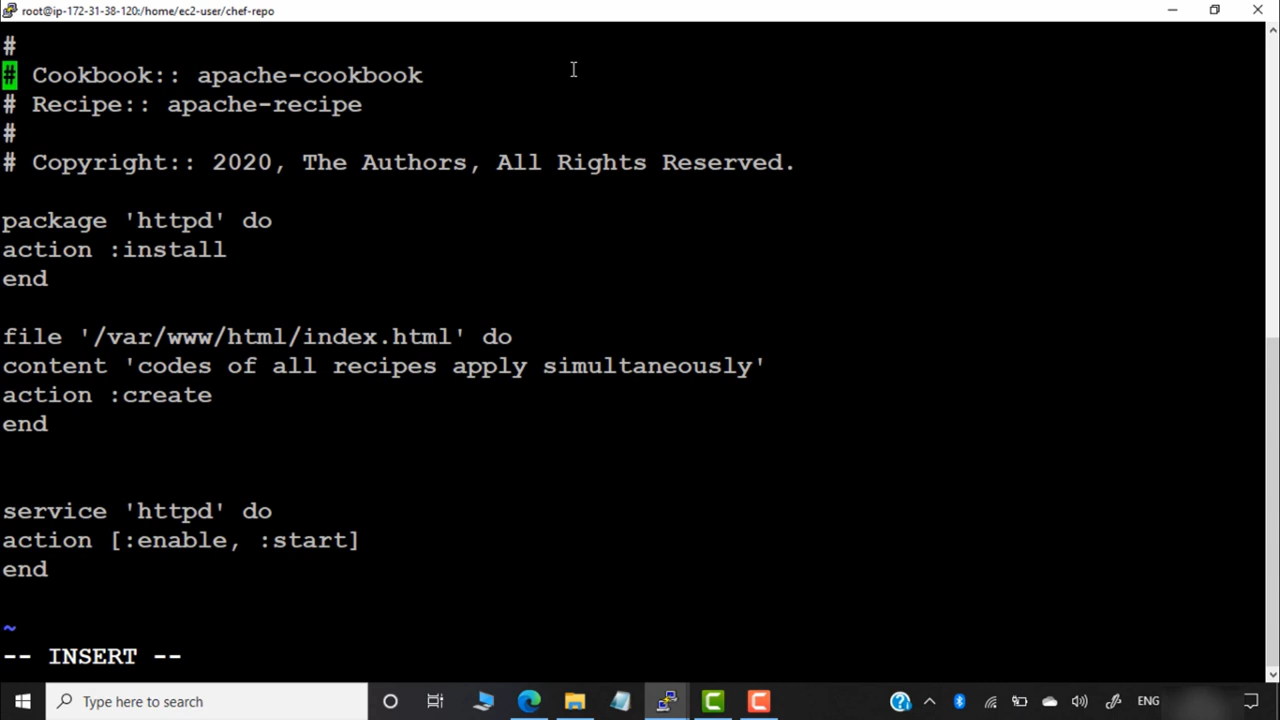 root@ip-172-31-38-120:/home/ec2-user/chef-repo
#
# Cookbook:: apache-cookbook
# Recipe:: apache-recipe
#
# Copyright:: 2020, The Authors, All Rights Reserved.
package 'httpd' do
action :install
end
file '/var/www/html/index.html' do
content 'codes of all recipes apply simultaneously'
action :create
end
service 'httpd' do
action [:enable, :start]
end
~
-- INSERT --
Type here to search
ENG